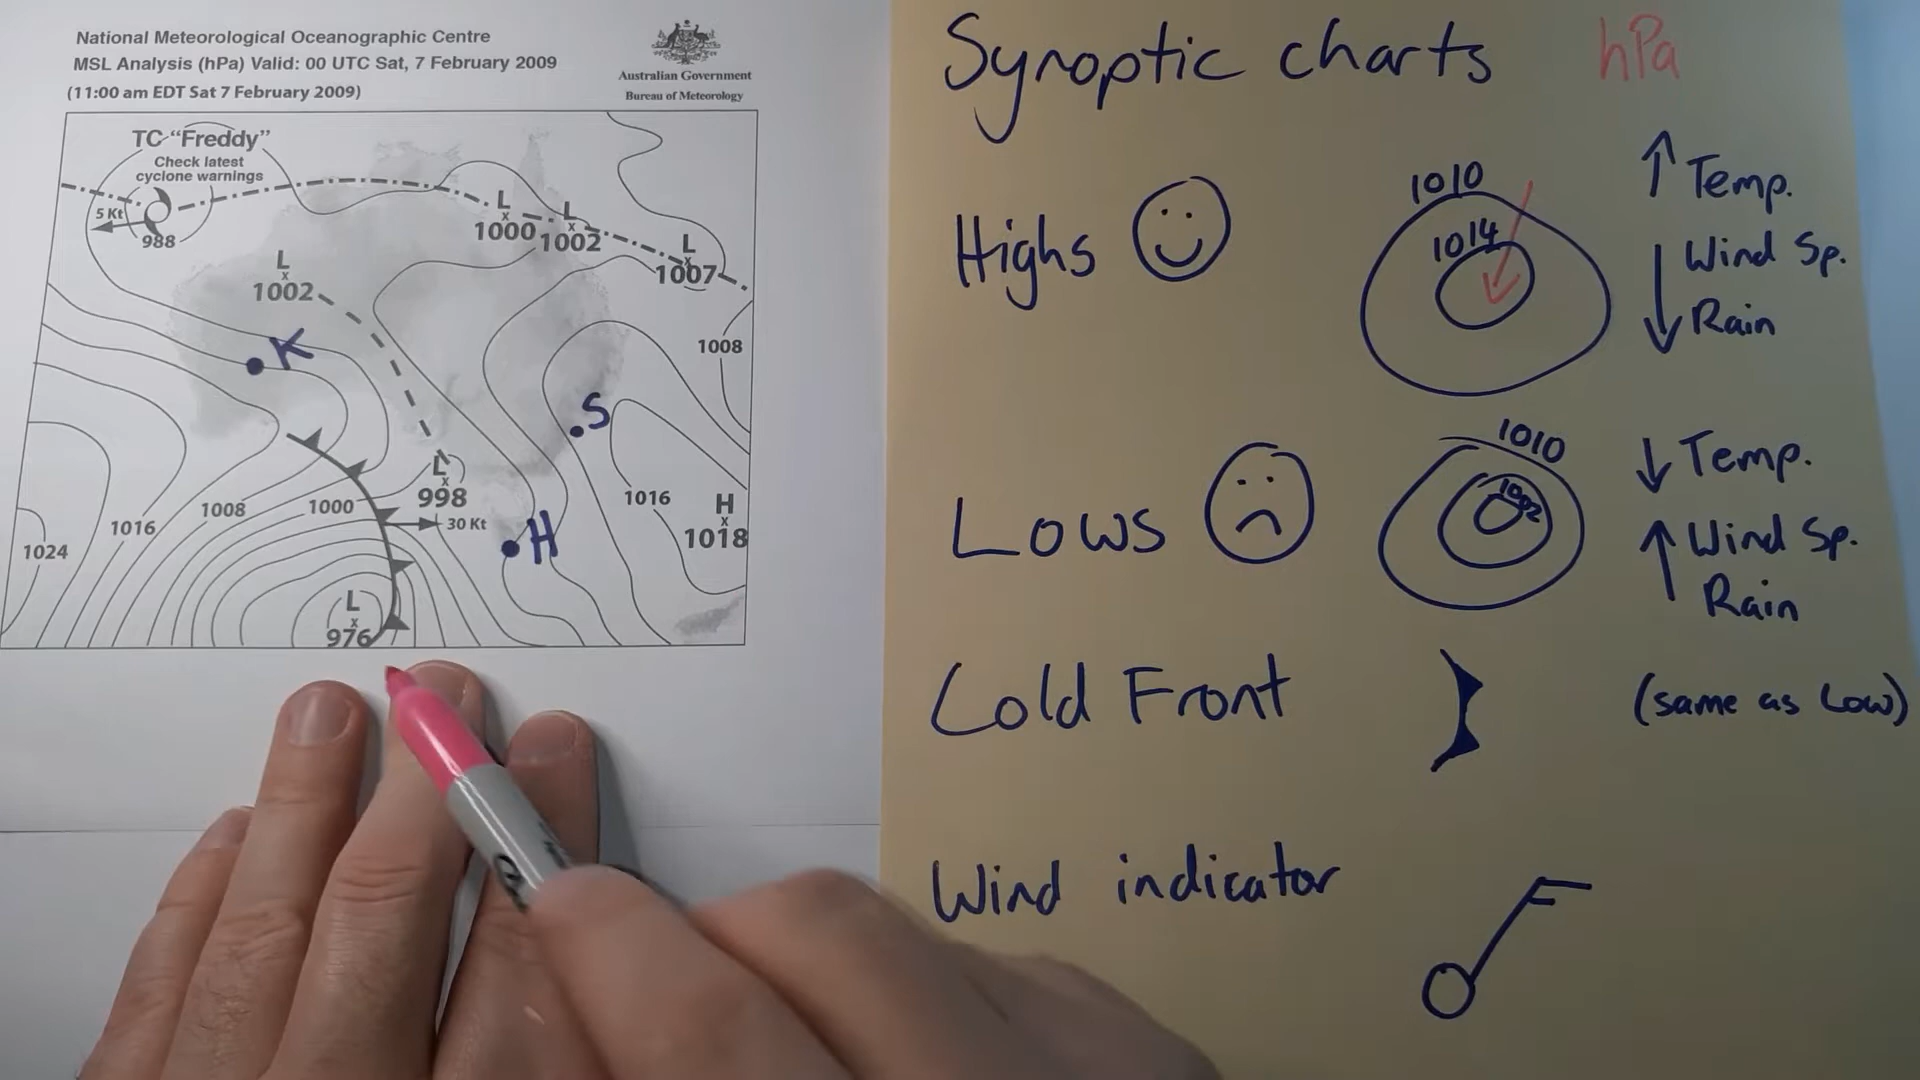 National Meteorological Oceanographic Centre
MSL Analysis (hPa) Valid: 00 UTC Sat, 7 February 2009
(11:00 am EDT Sat 7 February 2009)
Australian Government
Bureau of Meteorology
TC "Freddy"
Check latest
cyclone warnings
5 Kt
988
L
1000
L
1002
L
1007
L
1002
K
1008
S
L
998
1016
H
1018
1000
1008
1016
1024
30 Kt
H
L
976
Synoptic charts
hPa
Highs
1010
1014
↑ Temp.
↓ Wind Sp.
Rain
Lows
1010
1002
↓ Temp.
↑ Wind Sp.
Rain
Cold Front
(same as Low)
Wind indicator